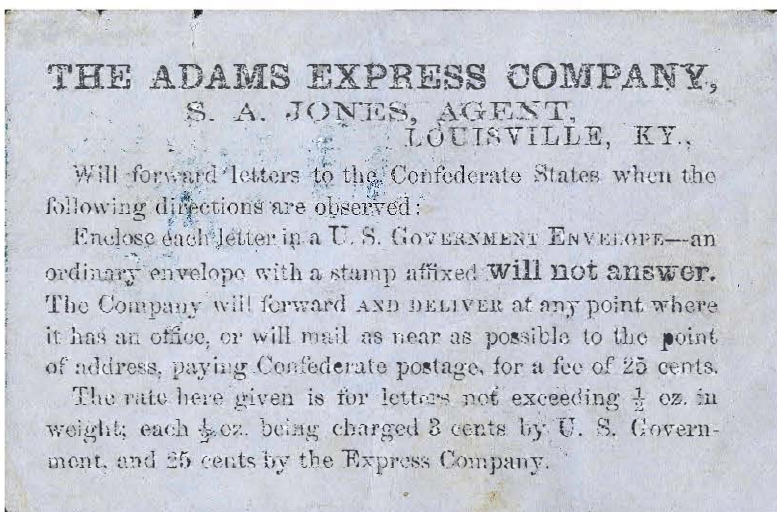 THE ADAMS EXPRESS COMPANY,
S. A. JONES, AGENT,
LOUISVILLE, KY.,
Will forward letters to the Confederate States when the
following directions are observed:
Enclose each letter in a U. S. GOVERNMENT ENVELOPE—an
ordinary envelope with a stamp affixed will not answer.
The Company will forward AND DELIVER at any point where
it has an office, or will mail as near as possible to the point
of address, paying Confederate postage, for a fee of 25 cents.
The rate here given is for letters not exceeding ½ oz. in
weight; each ½ oz. being charged 3 cents by U. S. Govern-
ment, and 25 cents by the Express Company.